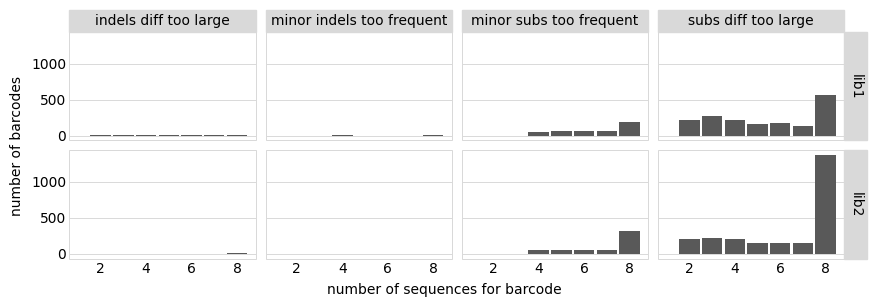 indels diff too large minor indels too frequent minor subs too frequent subs diff too large
number of barcodes
1000
500
0
lib1
1000
500
0
lib2
2 4 6 8 2 4 6 8 2 4 6 8 2 4 6 8
number of sequences for barcode